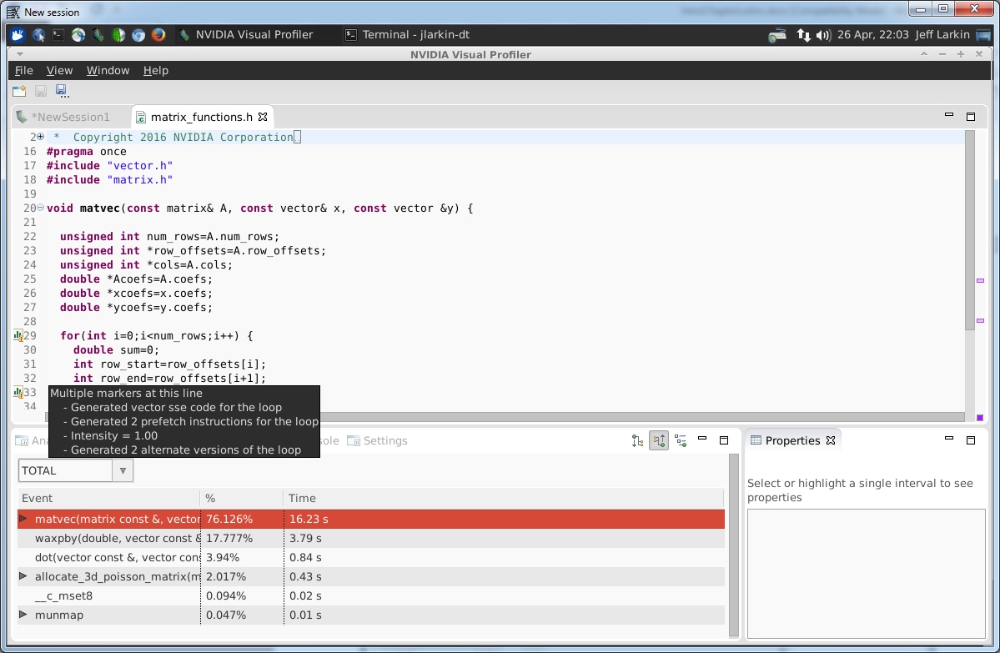 New session
NVIDIA Visual Profiler
Terminal - jlarkin-dt
26 Apr, 22:03 Jeff Larkin
NVIDIA Visual Profiler
File View Window Help
*NewSession1
matrix_functions.h
2 * Copyright 2016 NVIDIA Corporation
16 #pragma once
17 #include "vector.h"
18 #include "matrix.h"
19
20 void matvec(const matrix& A, const vector& x, const vector &y) {
21
22 unsigned int num_rows=A.num_rows;
23 unsigned int *row_offsets=A.row_offsets;
24 unsigned int *cols=A.cols;
25 double *Acoefs=A.coefs;
26 double *xcoefs=x.coefs;
27 double *ycoefs=y.coefs;
28
29 for(int i=0;i<num_rows;i++) {
30 double sum=0;
31 int row_start=row_offsets[i];
32 int row_end=row_offsets[i+1];
33
34
Multiple markers at this line
- Generated vector sse code for the loop
- Generated 2 prefetch instructions for the loop
- Intensity = 1.00
- Generated 2 alternate versions of the loop
Settings
TOTAL
Event % Time
matvec(matrix const &, vector 76.126% 16.23 s
waxpby(double, vector const & 17.777% 3.79 s
dot(vector const &, vector con 3.94% 0.84 s
allocate_3d_poisson_matrix(m 2.017% 0.43 s
__c_mset8 0.094% 0.02 s
munmap 0.047% 0.01 s
Properties
Select or highlight a single interval to see
properties